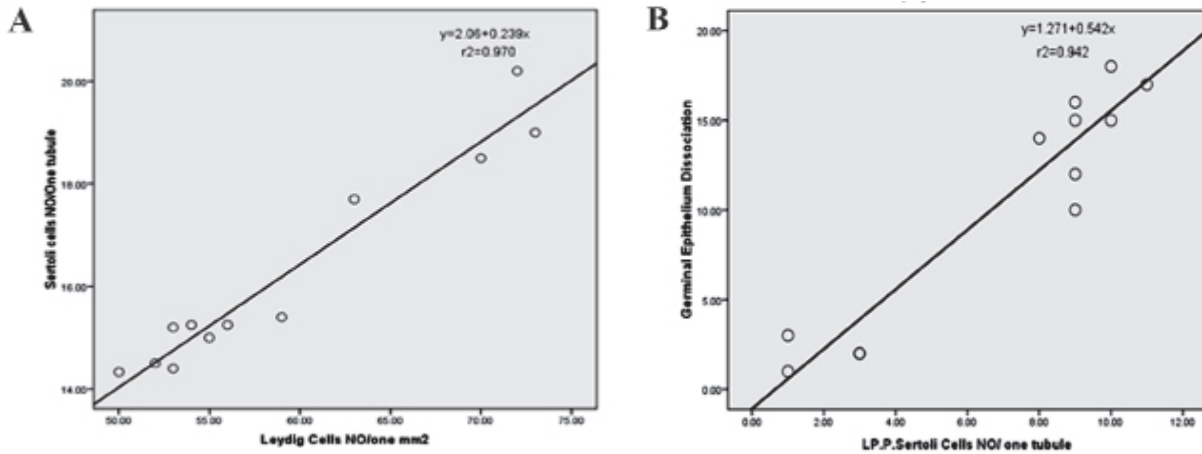 A
y=2.06+0.239x
r2=0.970
Sertoli cells NO/One tubule
20.00
18.00
16.00
14.00
50.00 55.00 60.00 65.00 70.00 75.00
Leydig Cells NO/one mm2
B
y=1.271+0.542x
r2=0.942
Germinal Epithelium Dissociation
20.00
15.00
10.00
5.00
0.00
0.00 2.00 4.00 6.00 8.00 10.00 12.00
LP.P.Sertoli Cells NO/ one tubule